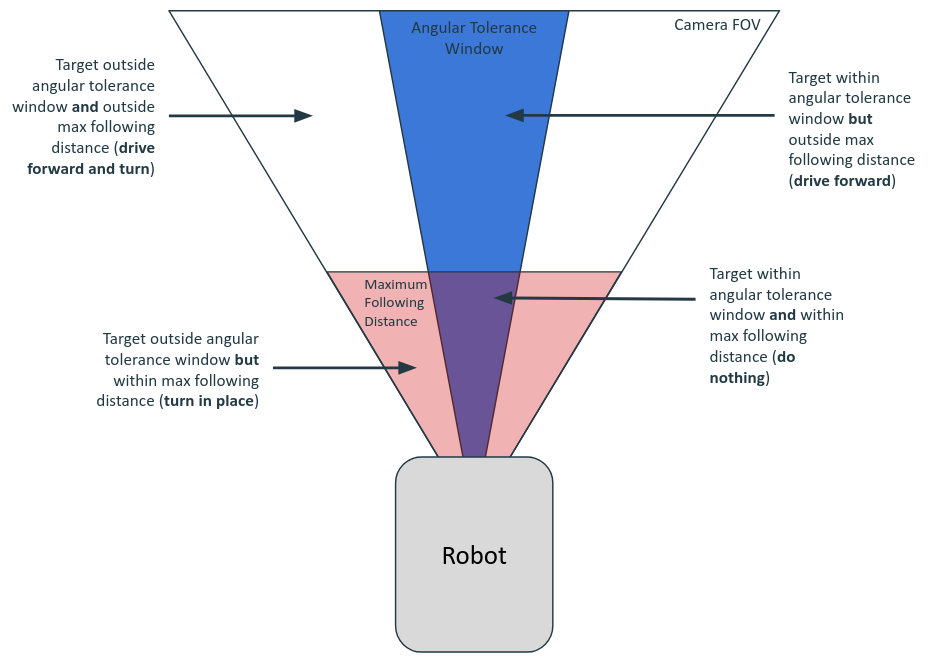 Angular Tolerance
Window
Camera FOV
Target outside
angular tolerance
window and outside
max following
distance (drive
forward and turn)
Target within
angular tolerance
window but
outside max
following distance
(drive forward)
Maximum
Following
Distance
Target within
angular tolerance
window and within
max following
distance (do
nothing)
Target outside angular
tolerance window but
within max following
distance (turn in place)
Robot